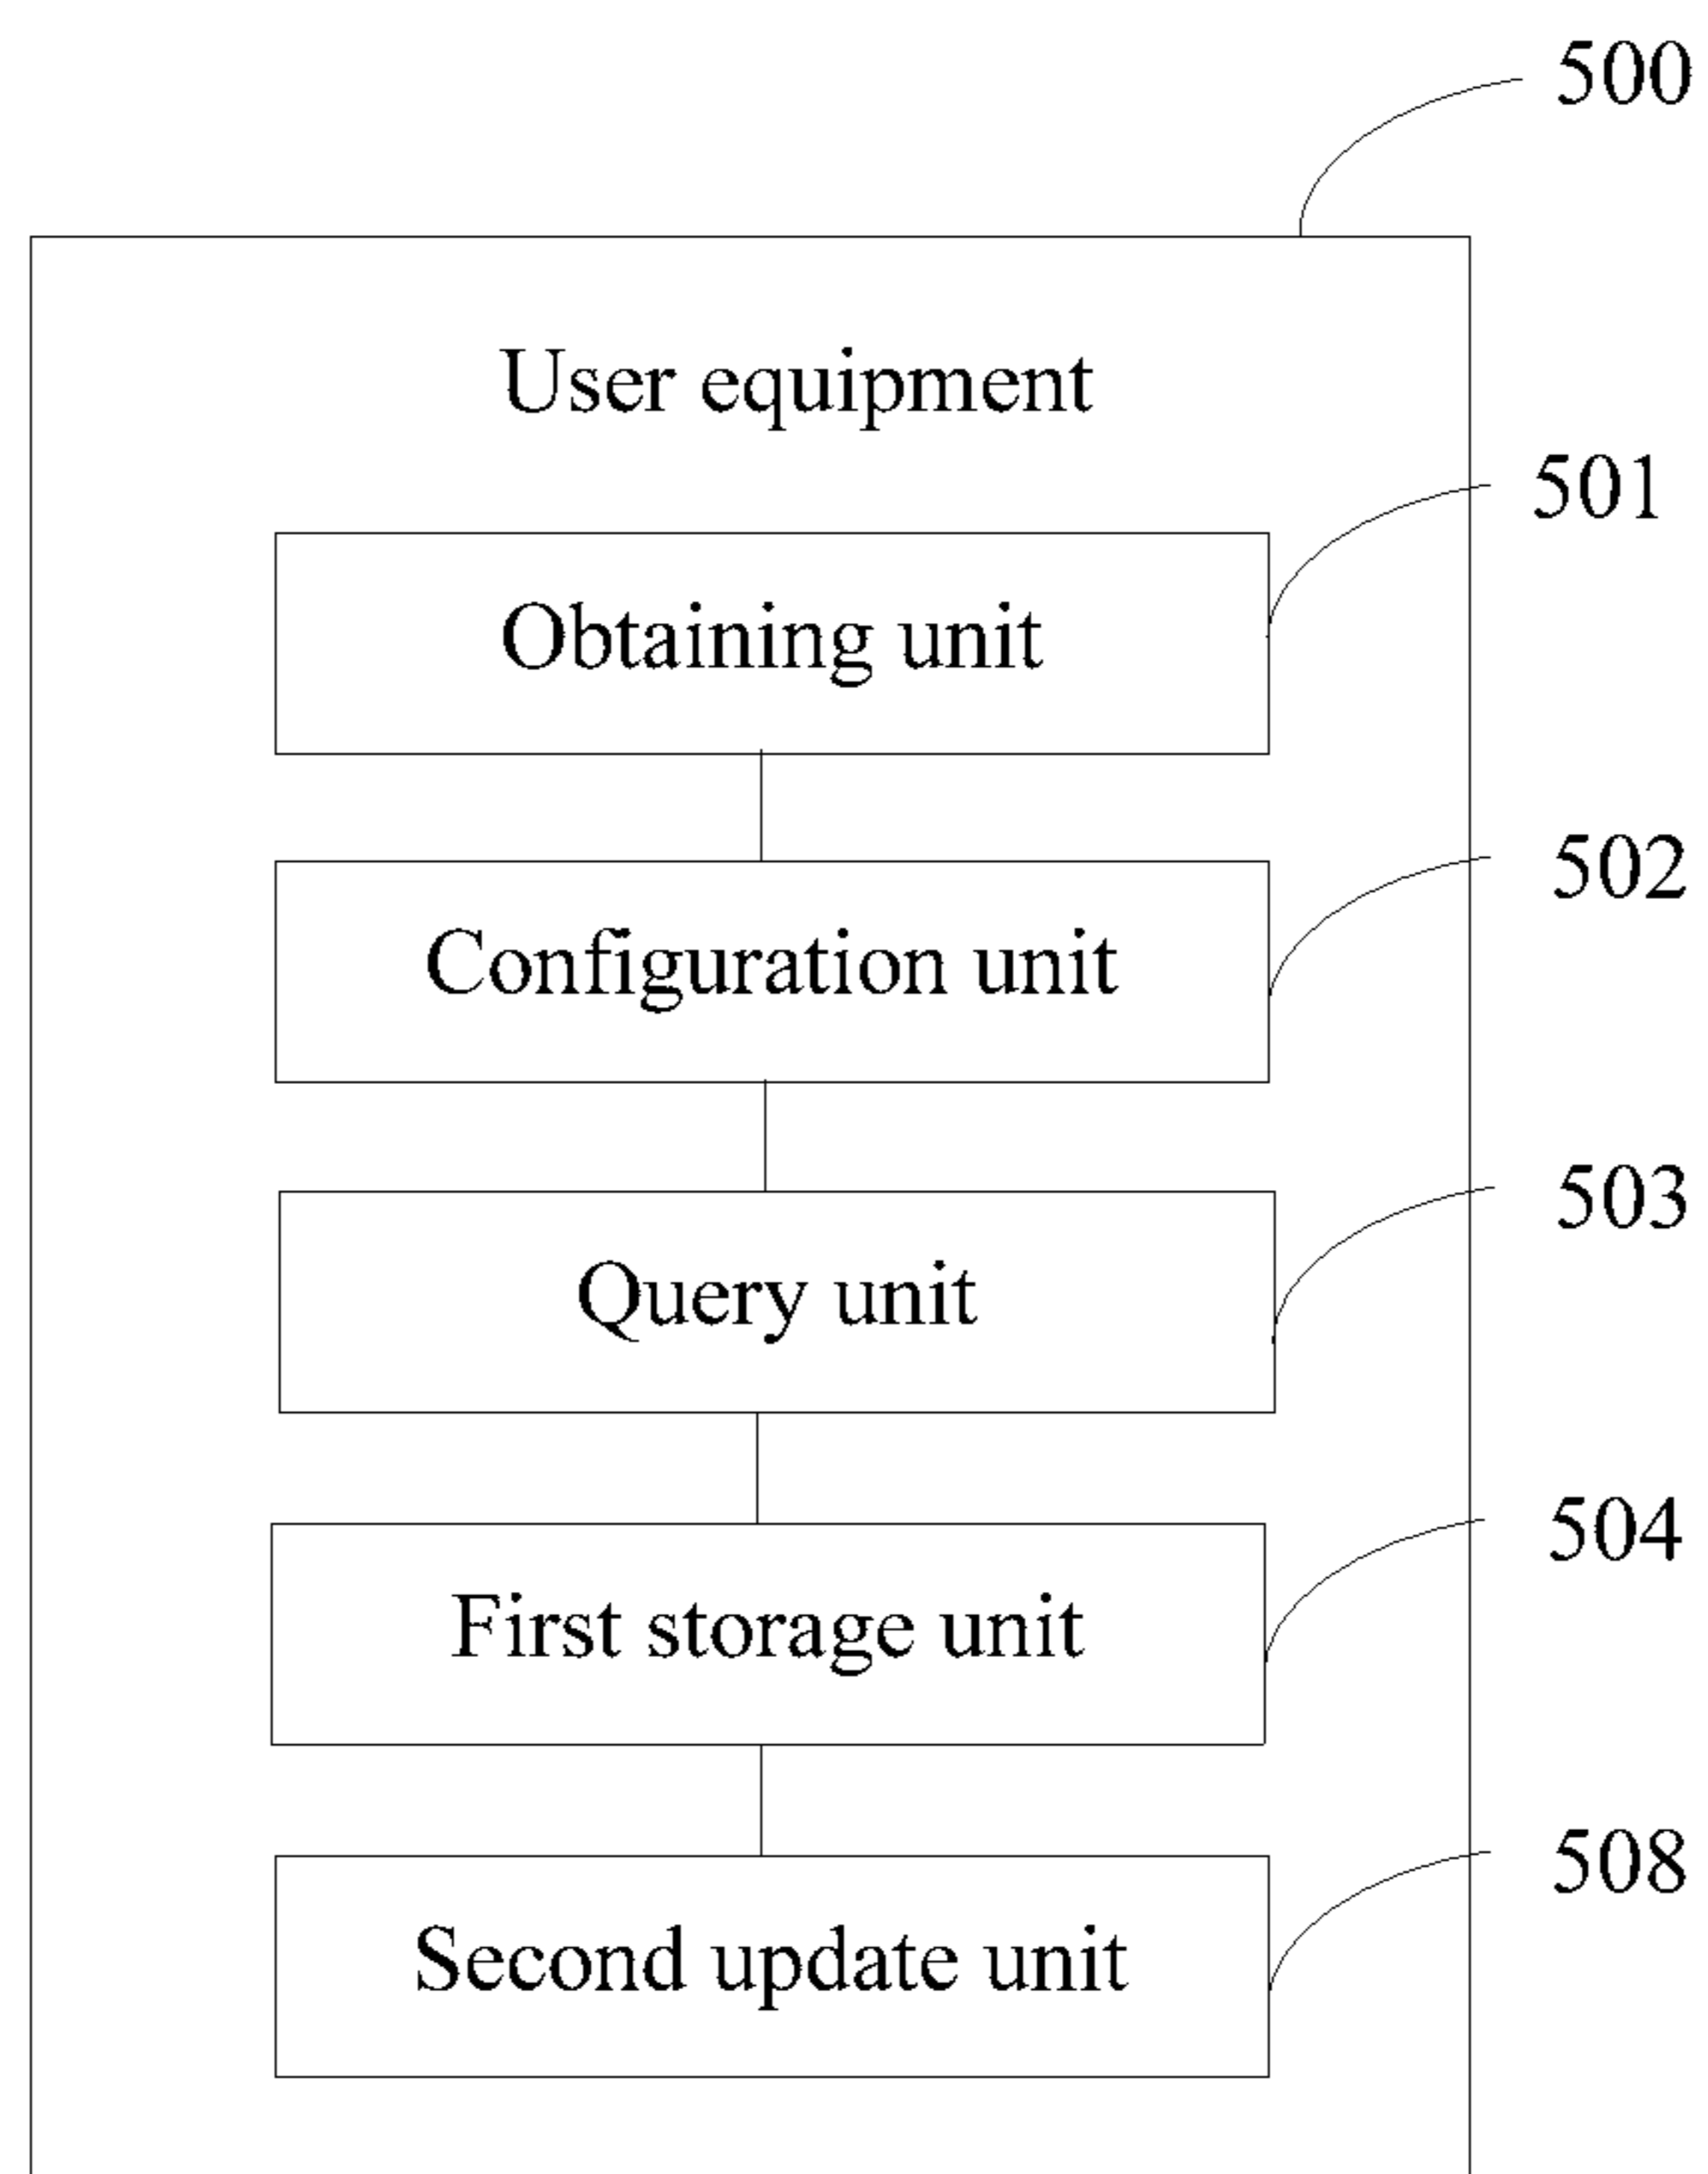 500
User equipment
501
Obtaining unit
502
Configuration unit
503
Query unit
504
First storage unit
508
Second update unit